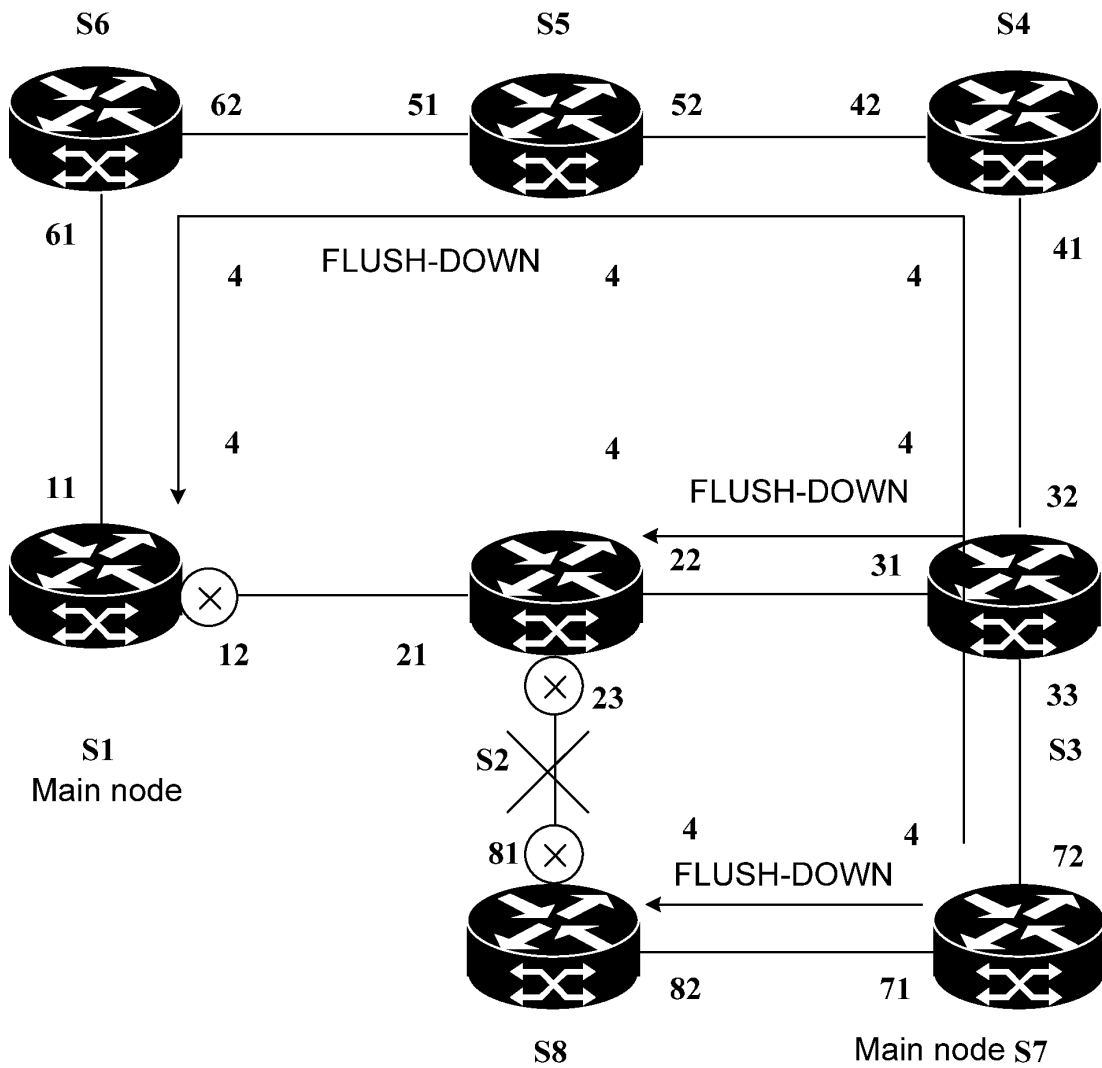 S6 S5 S4
62 51 52 42
61 41
FLUSH-DOWN
4 4 4
4 4 4
11 FLUSH-DOWN 32
22 31
12 21 23 33
S1 S2 S3
Main node
81 4 4 72
FLUSH-DOWN
82 71
S8 Main node S7